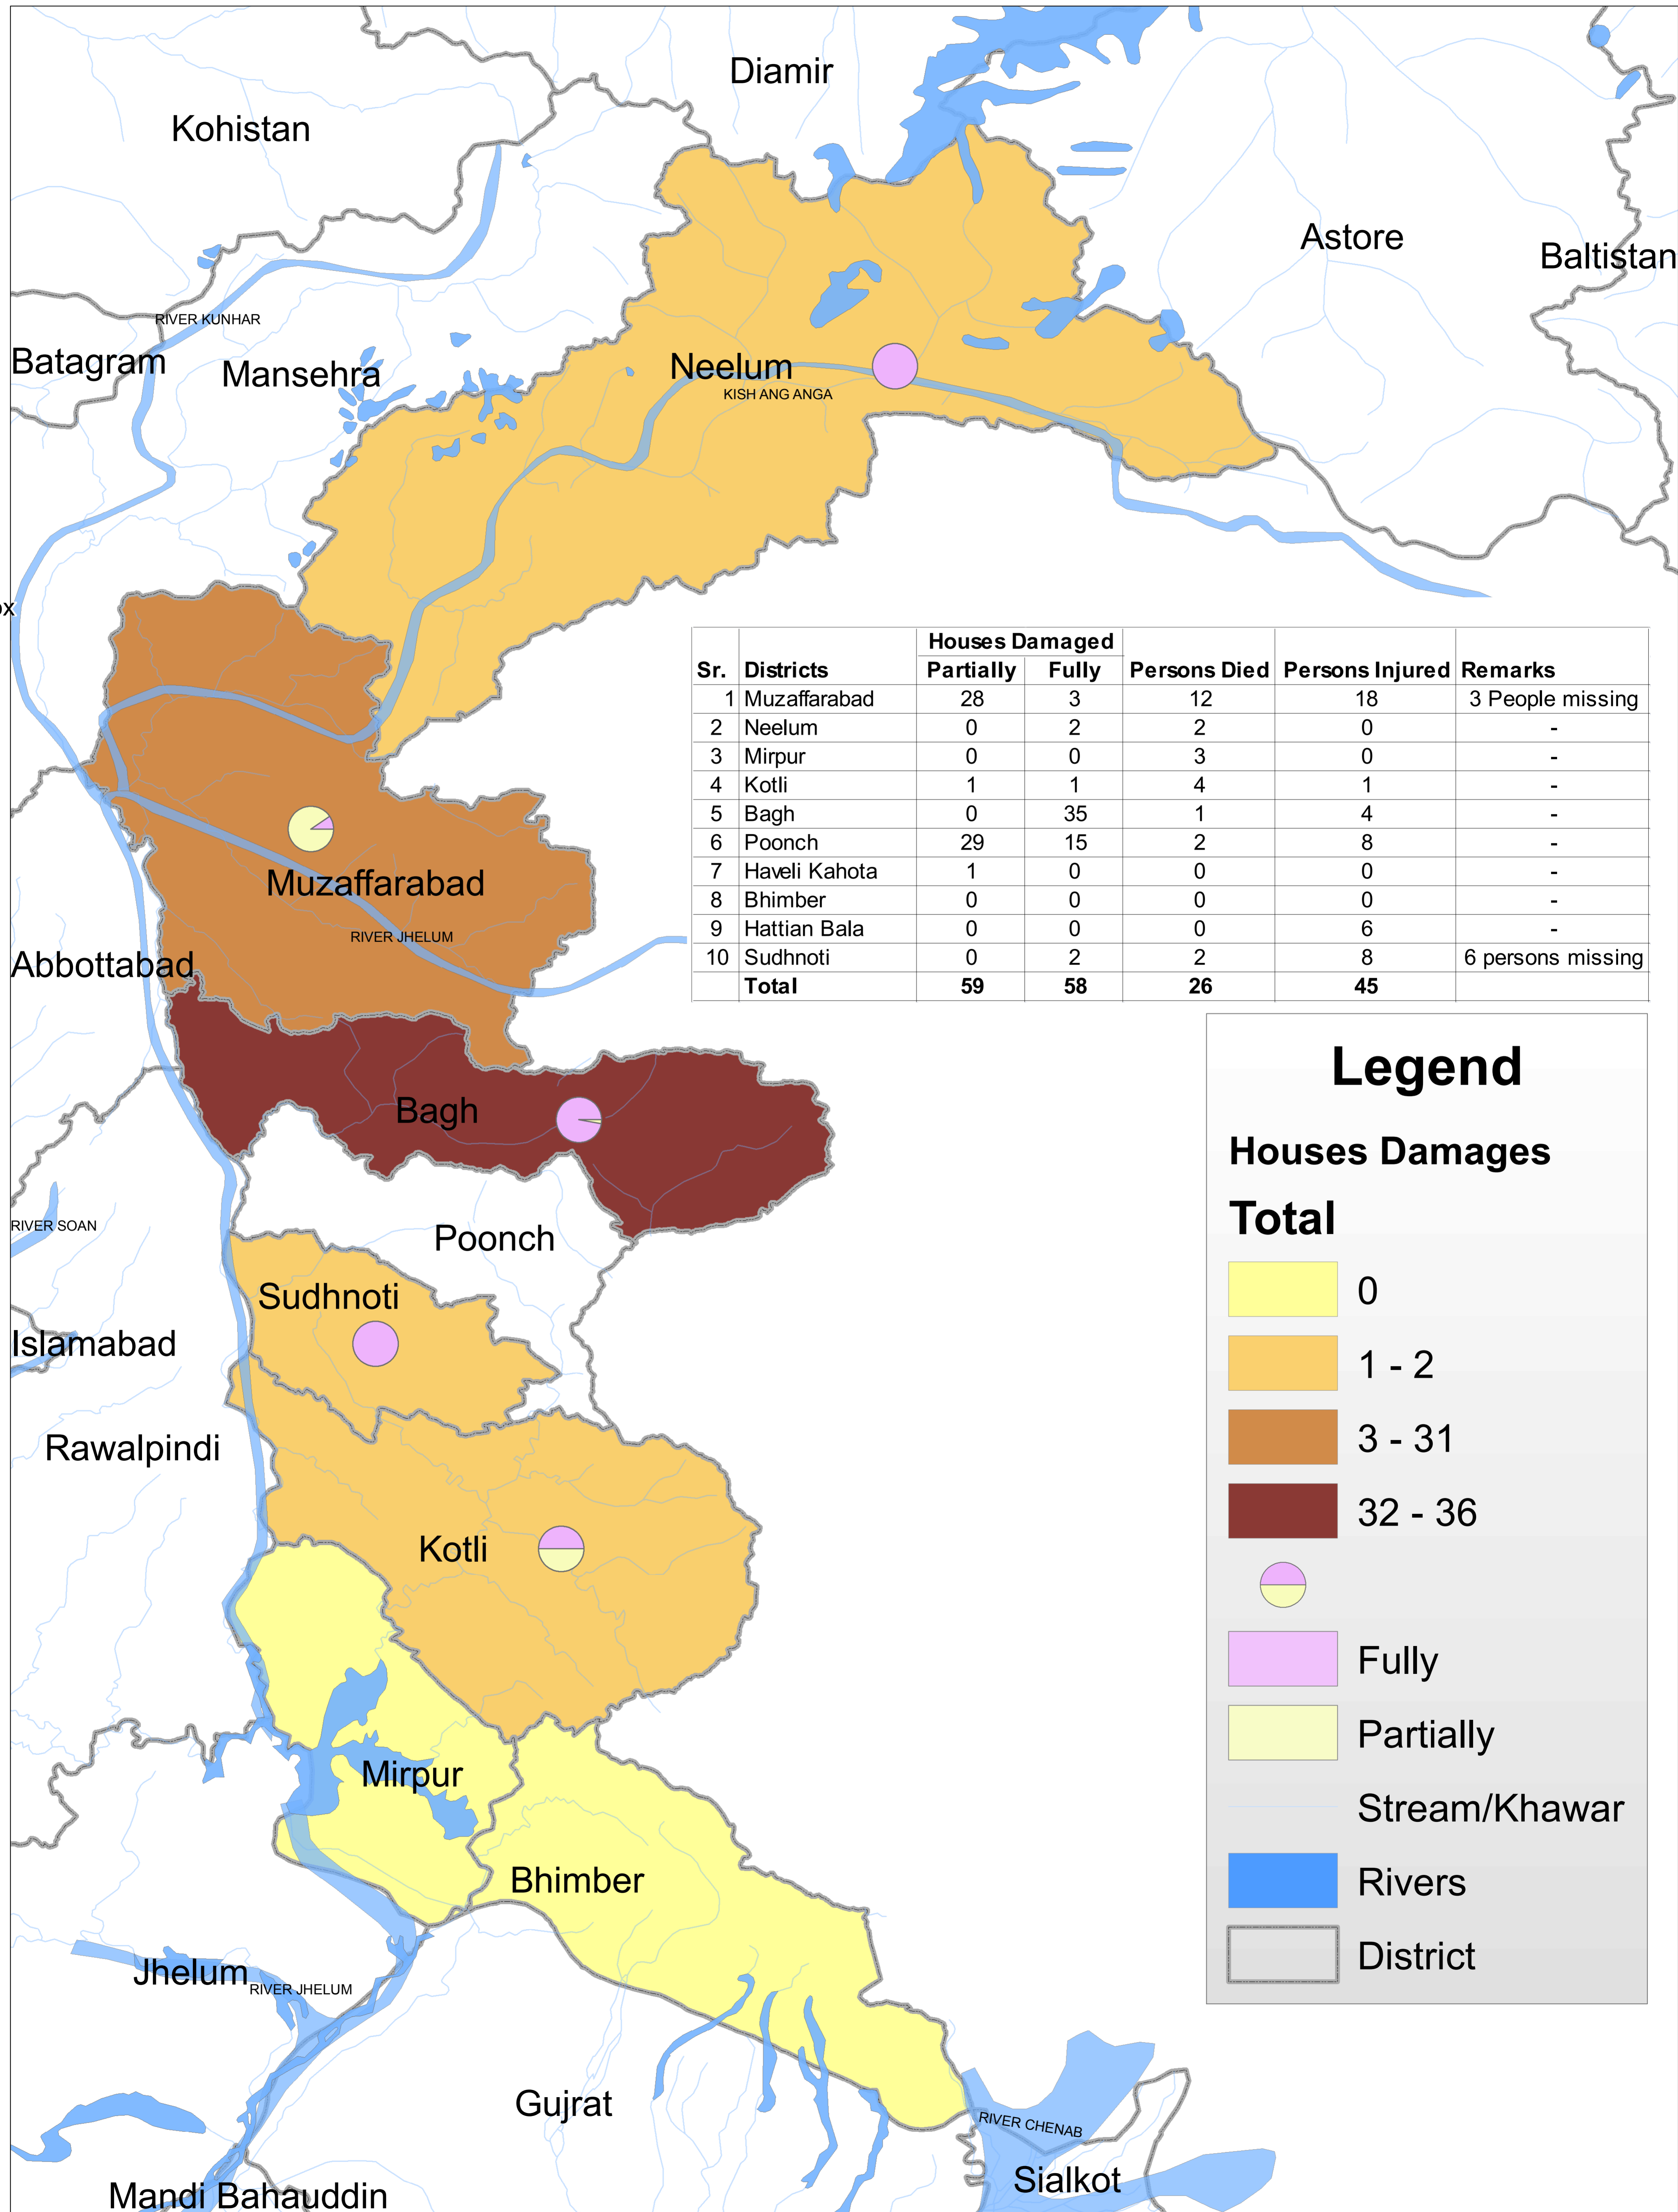 Diamir
Kohistan
Astore
Baltistan
RIVER KUNHAR
Batagram
Mansehra
Neelum
KISH ANG ANGA
Houses Damaged
Sr. Districts Partially Fully Persons Died Persons Injured Remarks
1 Muzaffarabad 28 3 12 18 3 People missing
2 Neelum 0 2 2 0 -
3 Mirpur 0 0 3 0 -
4 Kotli 1 1 4 1 -
5 Bagh 0 35 1 4 -
6 Poonch 29 15 2 8 -
7 Haveli Kahota 1 0 0 0 -
8 Bhimber 0 0 0 0 -
9 Hattian Bala 0 0 0 6 -
10 Sudhnoti 0 2 2 8 6 persons missing
Total 59 58 26 45
Muzaffarabad
RIVER JHELUM
Abbottabad
Bagh
RIVER SOAN
Poonch
Sudhnoti
Islamabad
Rawalpindi
Kotli
Mirpur
Bhimber
Jhelum
RIVER JHELUM
Gujrat
RIVER CHENAB
Sialkot
Mandi Bahauddin
Legend
Houses Damages
Total
0
1 - 2
3 - 31
32 - 36
Fully
Partially
Stream/Khawar
Rivers
District